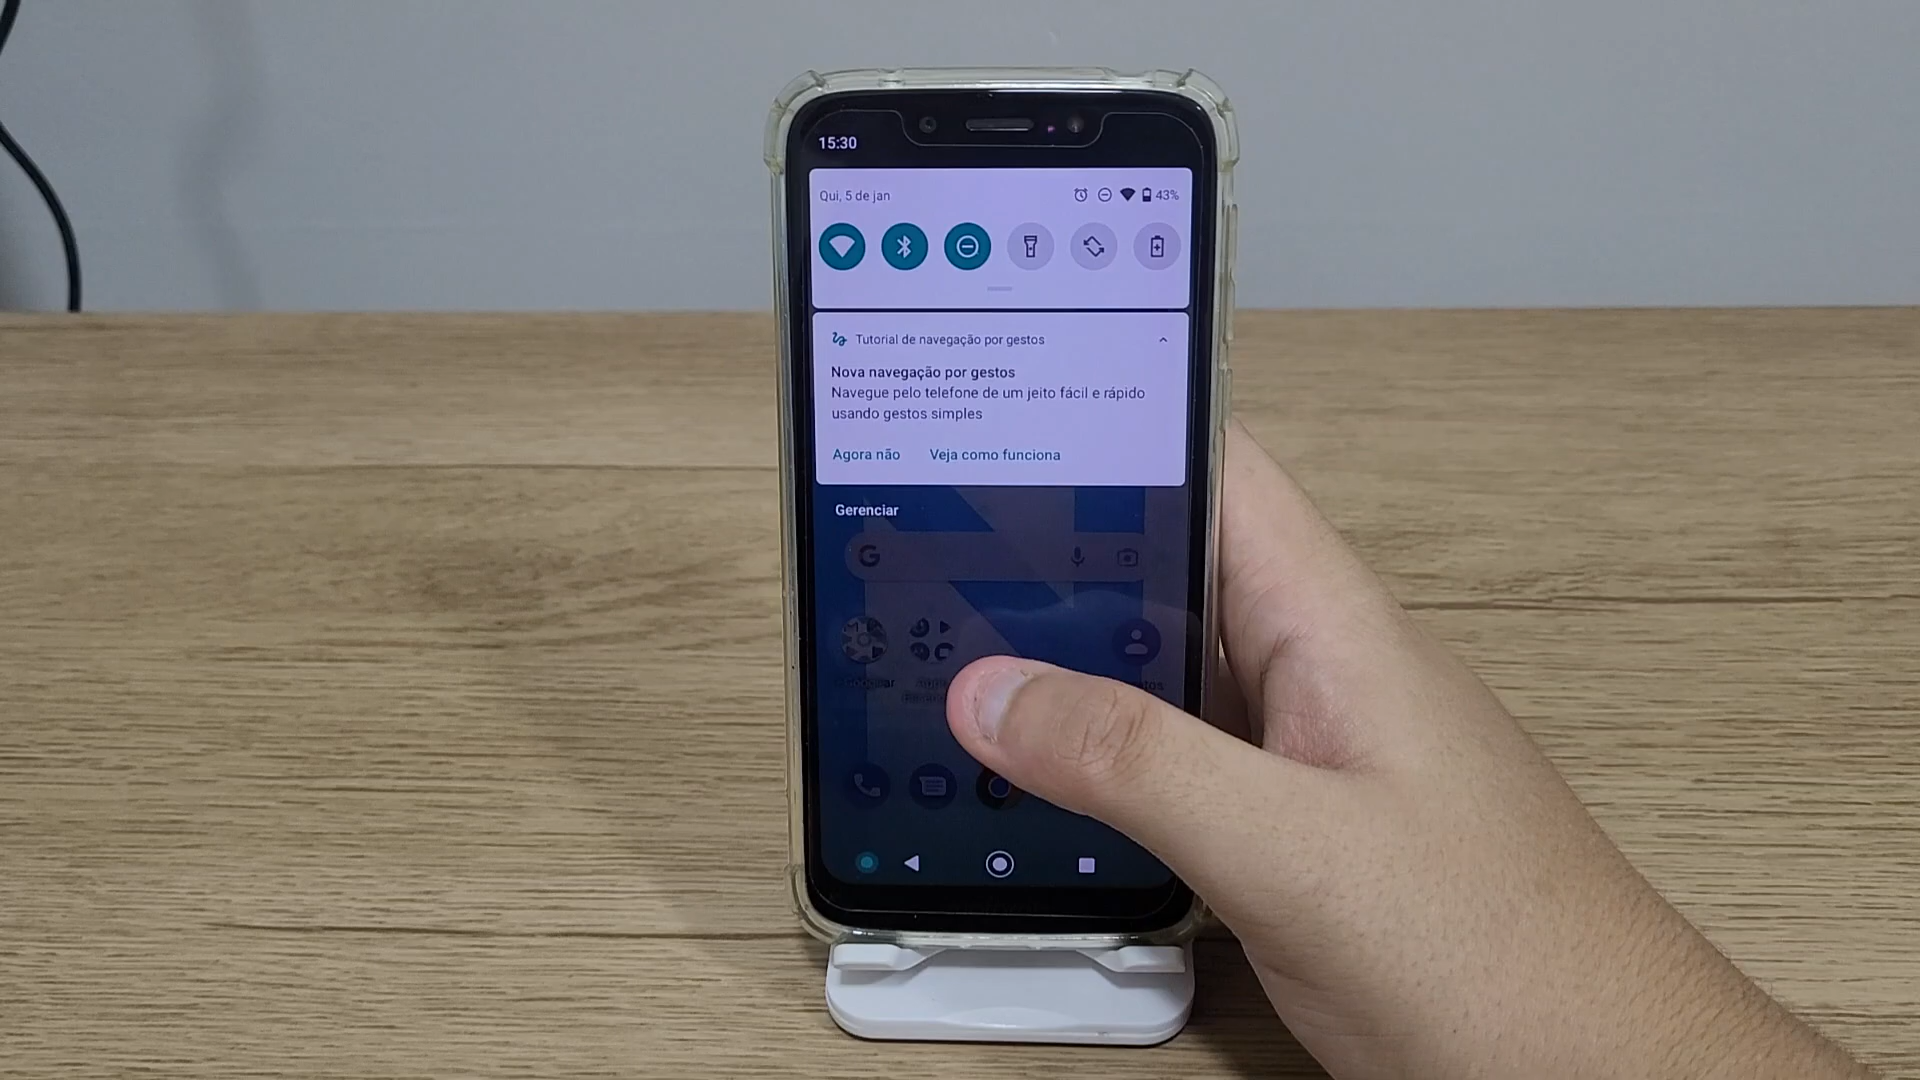 15:30
Qui, 5 de jan
43%
Tutorial de navegação por gestos
Nova navegação por gestos
Navegue pelo telefone de um jeito fácil e rápido
usando gestos simples
Agora não Veja como funciona
Gerenciar
G